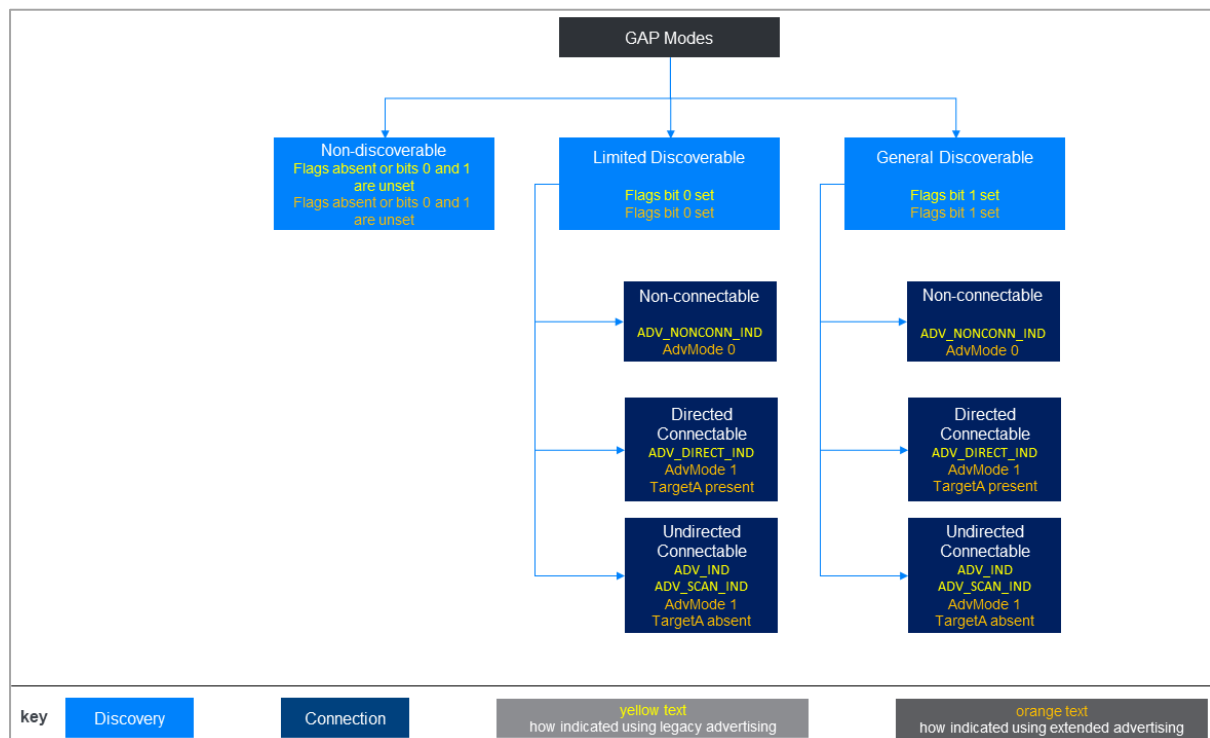 GAP Modes
Non-discoverable
Flags absent or bits 0 and 1
are unset
Flags absent or bits 0 and 1
are unset
Limited Discoverable
Flags bit 0 set
Flags bit 0 set
General Discoverable
Flags bit 1 set
Flags bit 1 set
Non-connectable
ADV_NONCONN_IND
AdvMode 0
Non-connectable
ADV_NONCONN_IND
AdvMode 0
Directed
Connectable
ADV_DIRECT_IND
AdvMode 1
TargetA present
Directed
Connectable
ADV_DIRECT_IND
AdvMode 1
TargetA present
Undirected
Connectable
ADV_IND
ADV_SCAN_IND
AdvMode 1
TargetA absent
Undirected
Connectable
ADV_IND
ADV_SCAN_IND
AdvMode 1
TargetA absent
key
Discovery
Connection
yellow text
how indicated using legacy advertising
orange text
how indicated using extended advertising